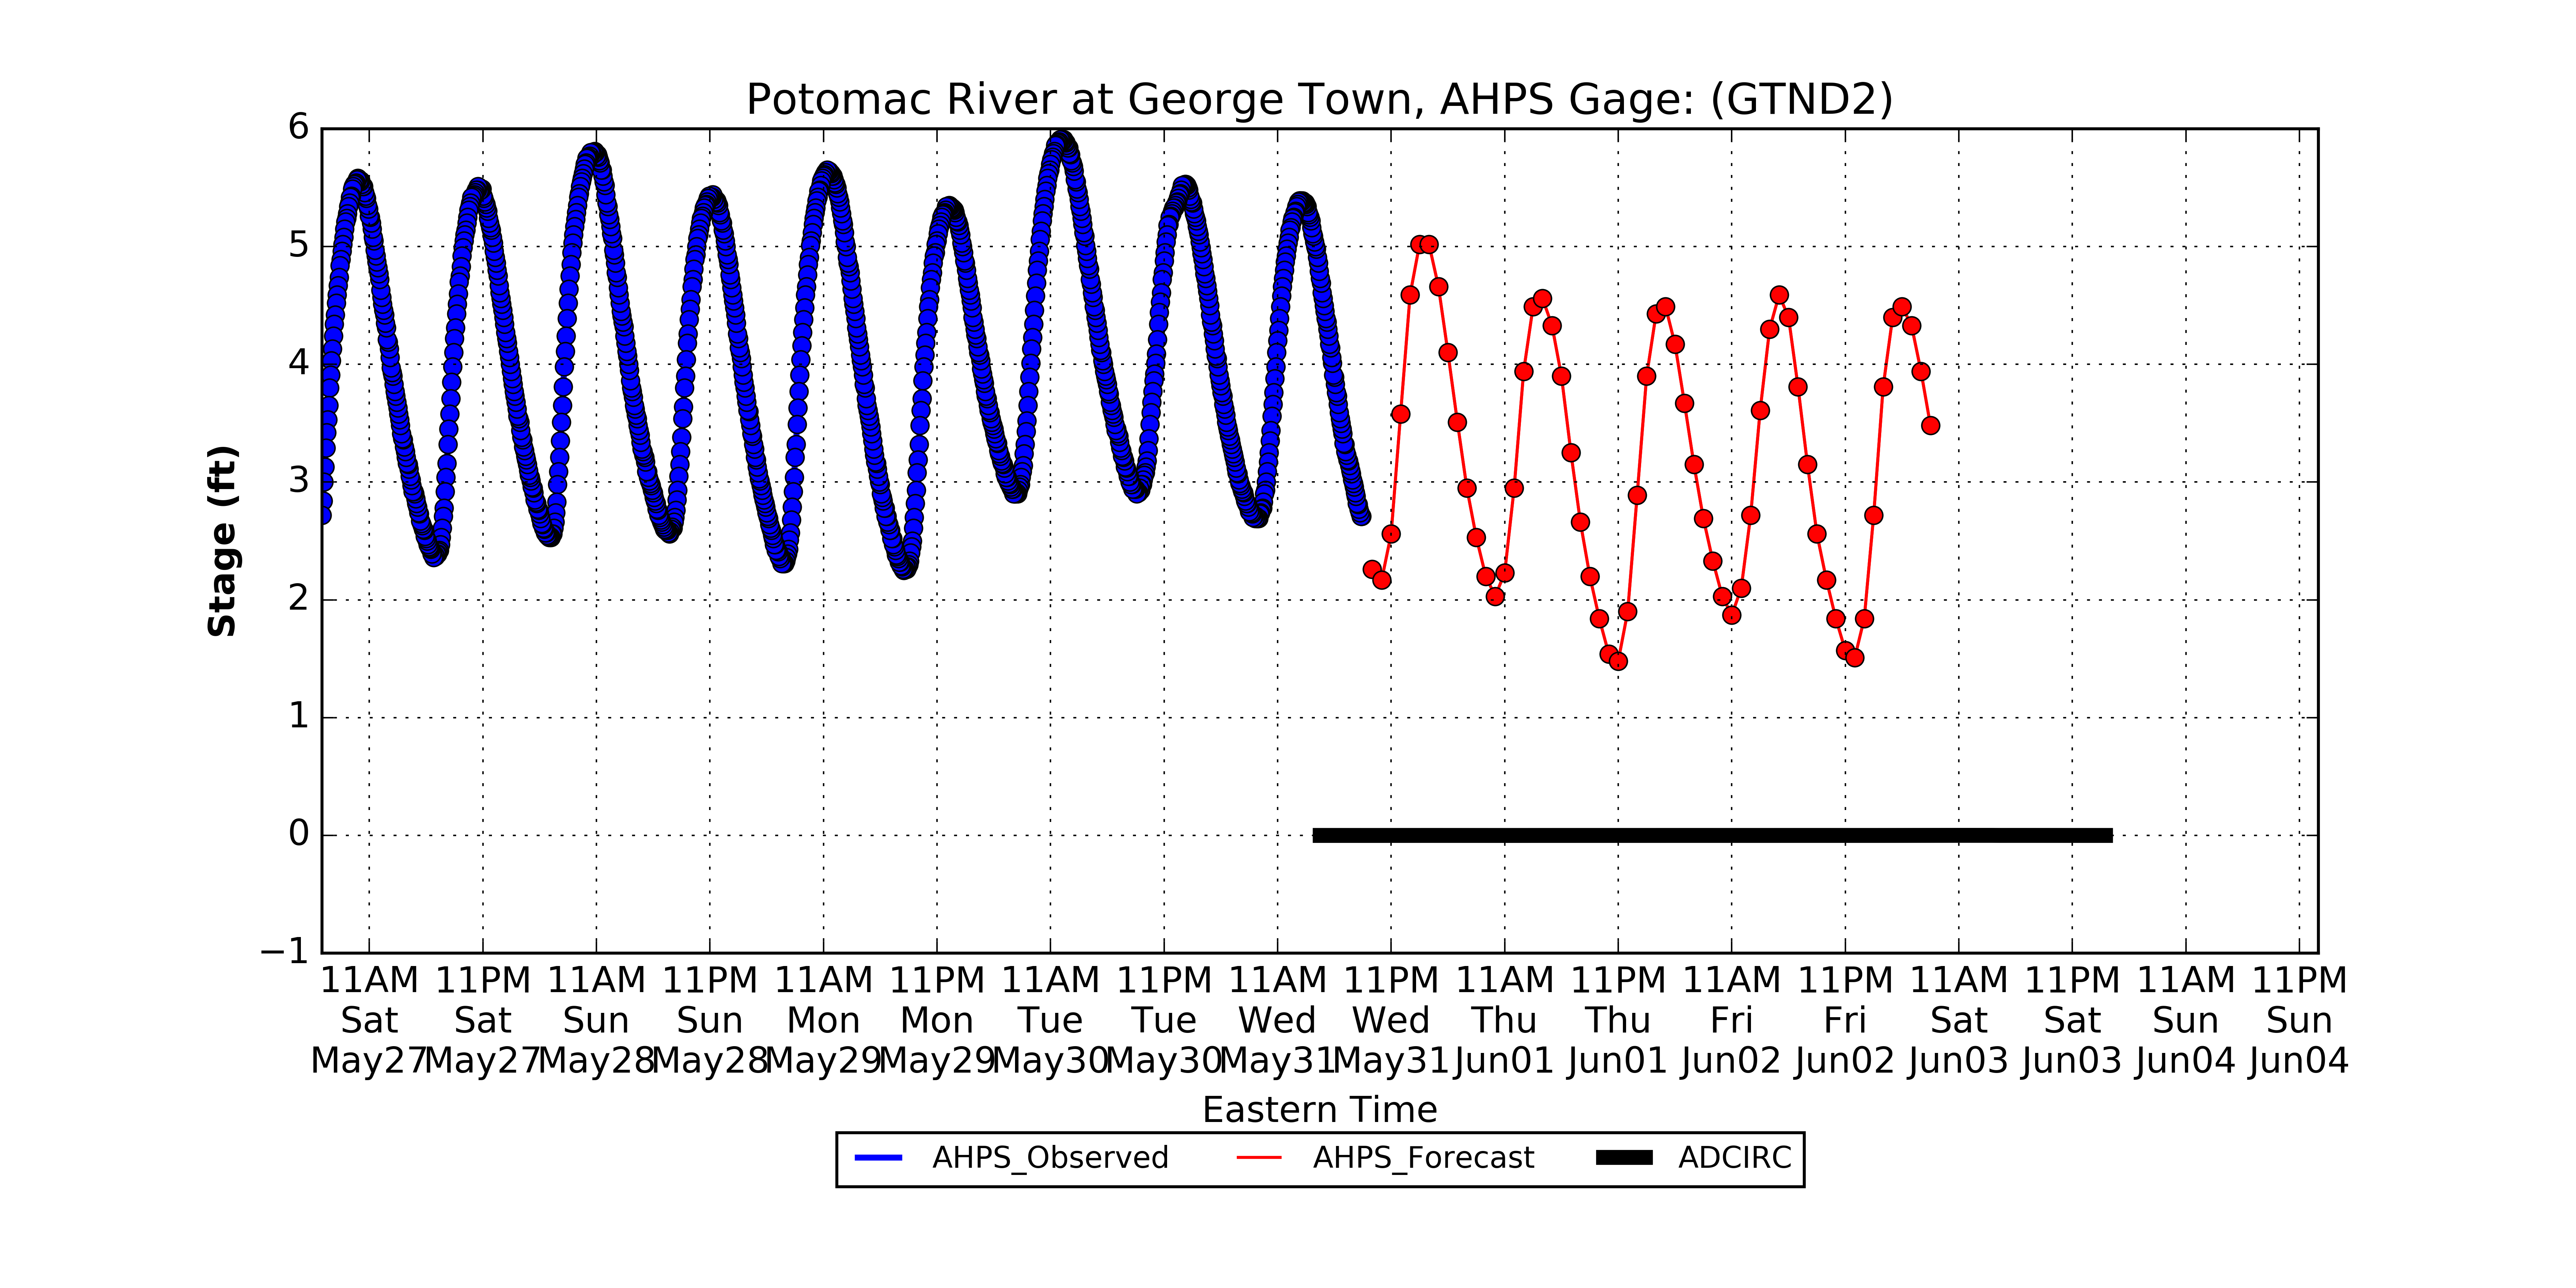 Potomac River at George Town, AHPS Gage: (GTND2)
Stage (ft)
6
5
4
3
2
1
0
−1
11AM 11PM 11AM 11PM 11AM 11PM 11AM 11PM 11AM 11PM 11AM 11PM 11AM 11PM 11AM 11PM 11AM 11PM
Sat Sat Sun Sun Mon Mon Tue Tue Wed Wed Thu Thu Fri Fri Sat Sat Sun Sun
May27 May27 May28 May28 May29 May29 May30 May30 May31 May31 Jun01 Jun01 Jun02 Jun02 Jun03 Jun03 Jun04 Jun04
Eastern Time
AHPS_Observed AHPS_Forecast ADCIRC